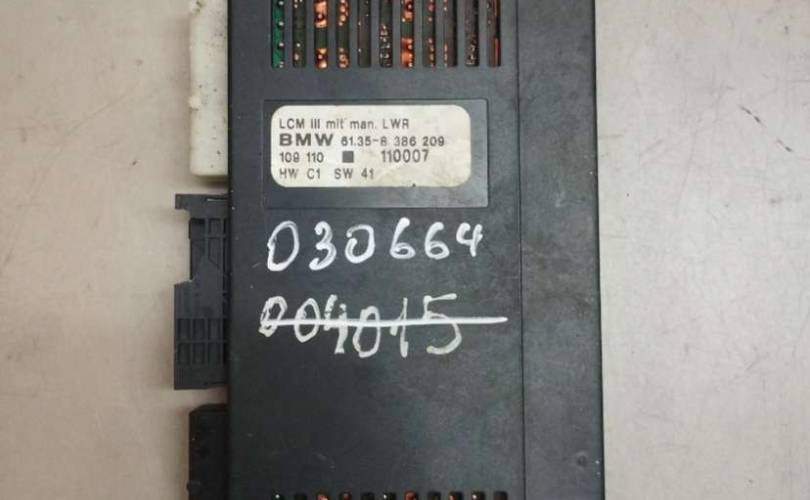 LCM III mit man. LWR
BMW 61.35-8 386 209
109 110 ■ 110007
HW C1 SW 41
030664
004015